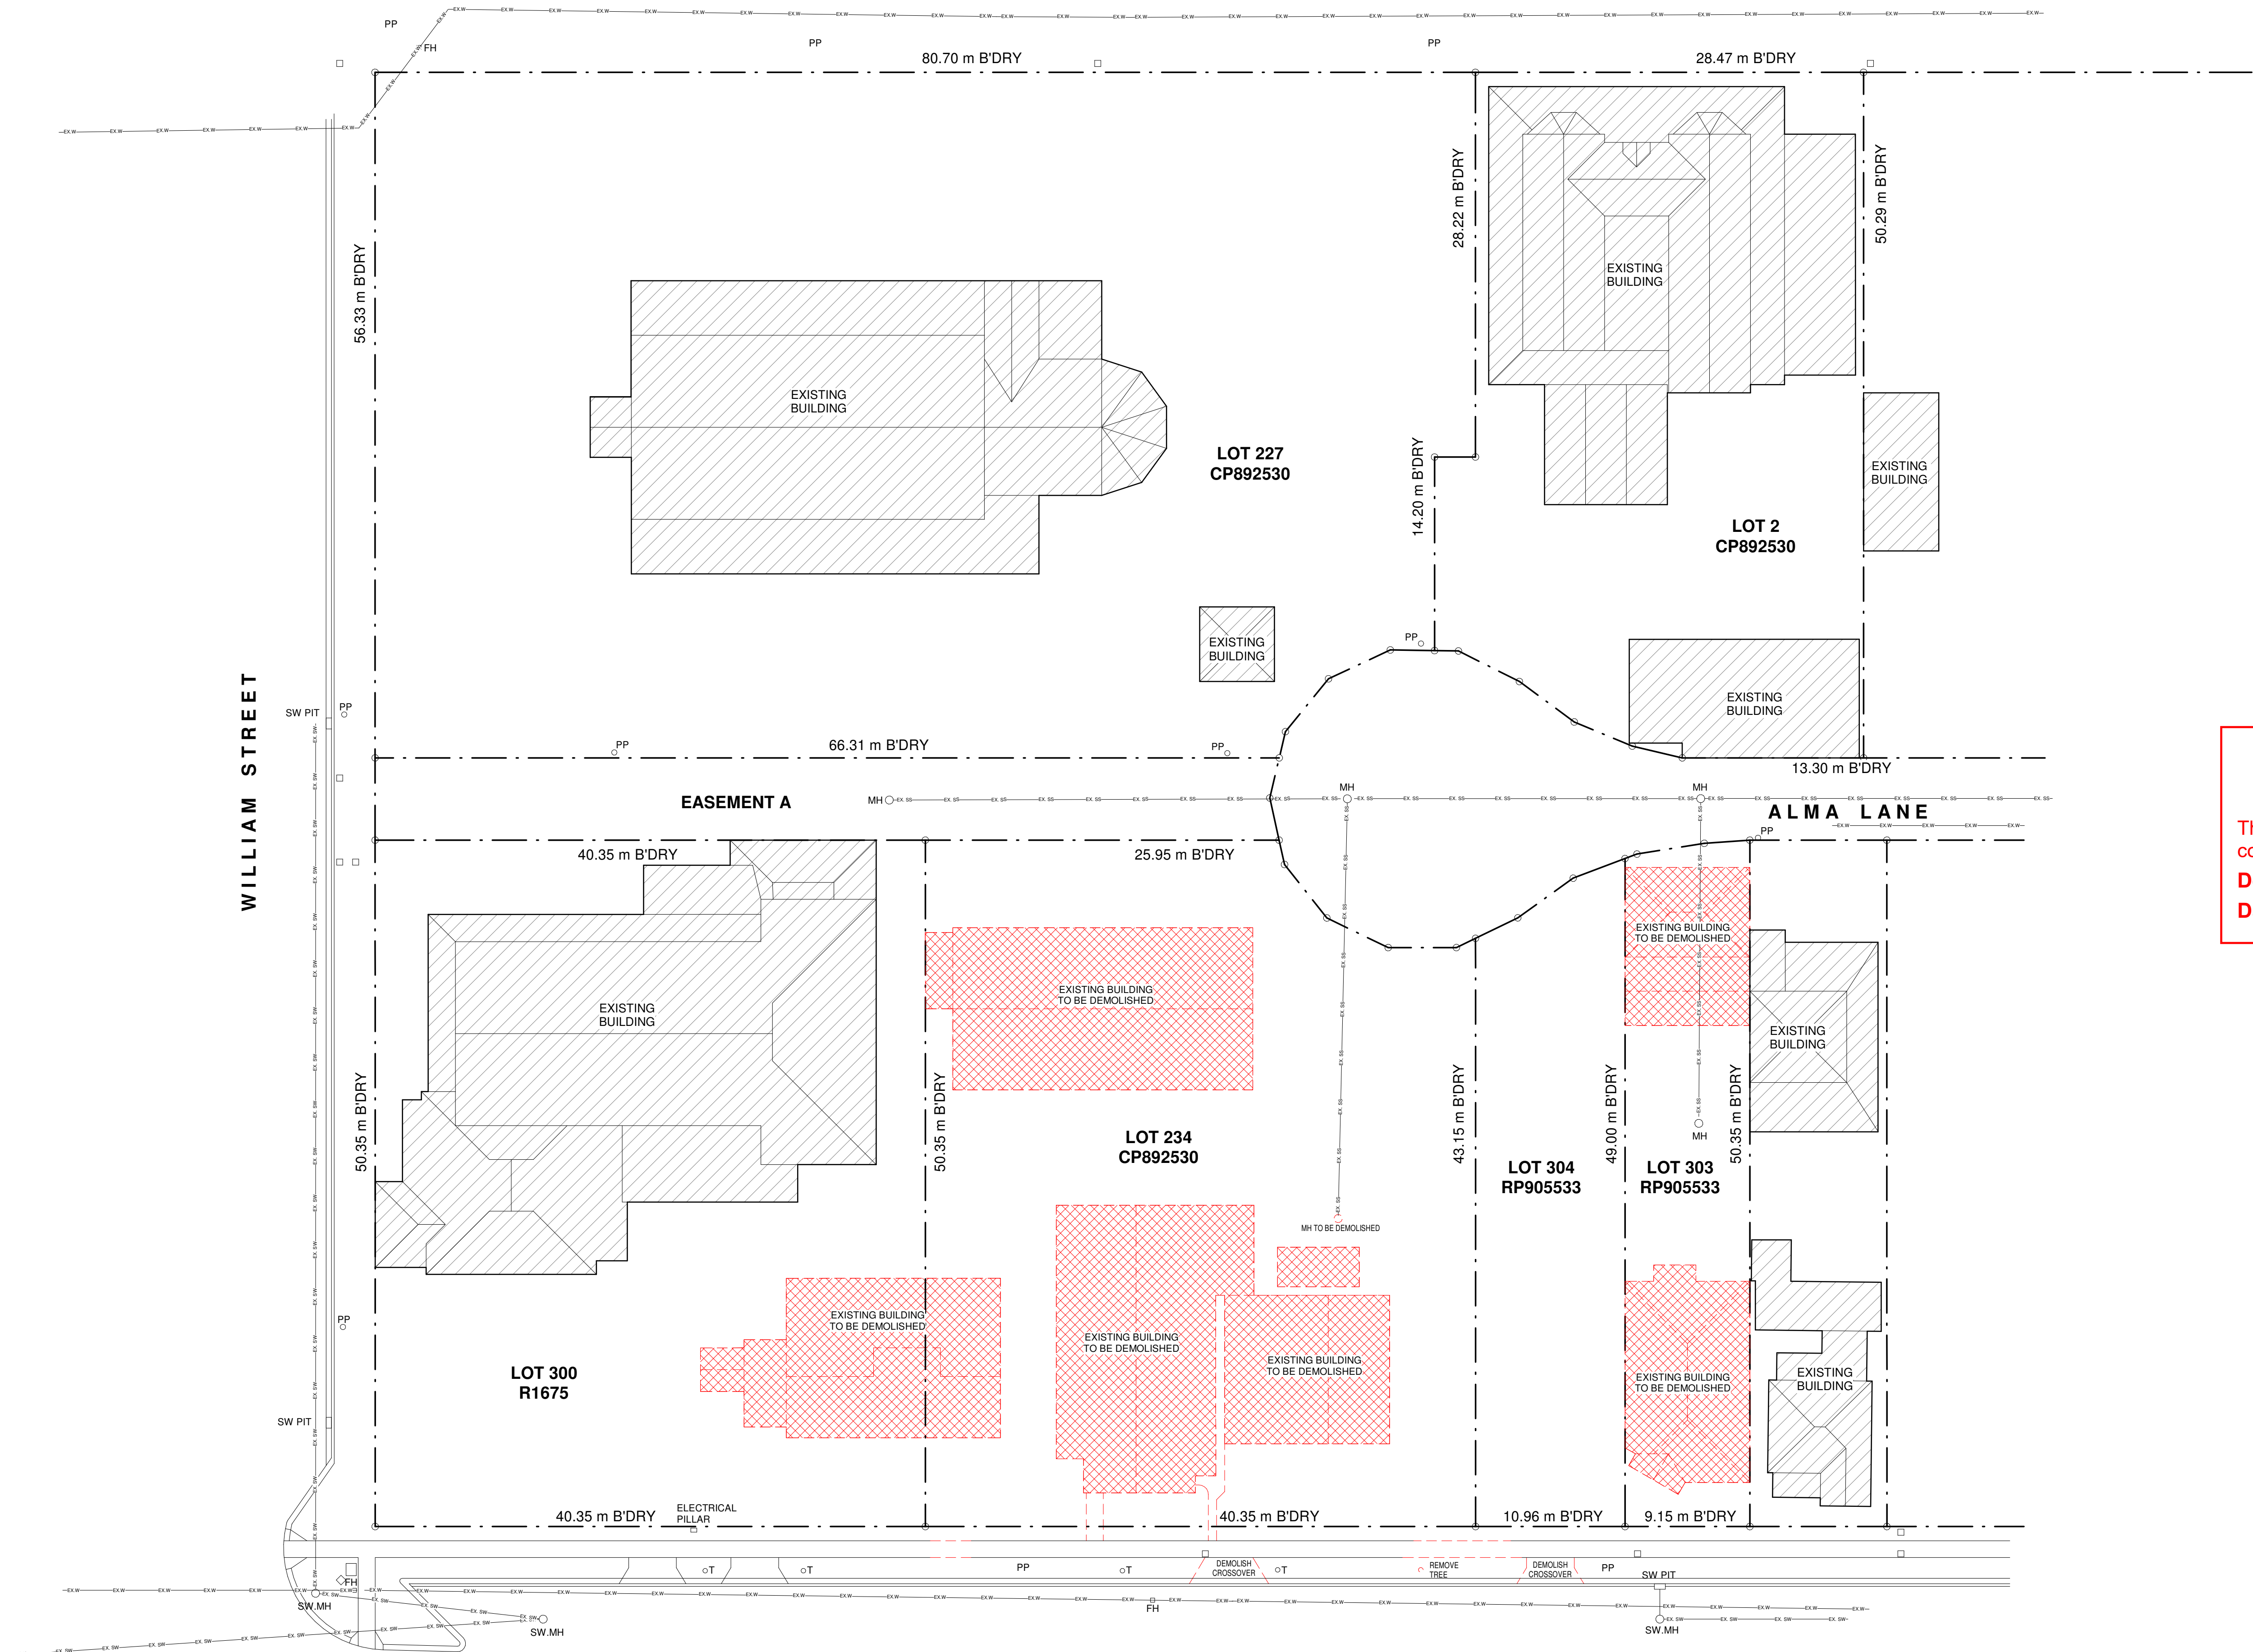 PP
FH
PP
PP
80.70 m B'DRY
28.47 m B'DRY
28.22 m B'DRY
50.29 m B'DRY
56.33 m B'DRY
EXISTING
BUILDING
EXISTING
BUILDING
LOT 227
CP892530
14.20 m B'DRY
EXISTING
BUILDING
LOT 2
CP892530
EXISTING
BUILDING
PP
EXISTING
BUILDING
WILLIAM STREET
SW PIT
PP
PP
66.31 m B'DRY
PP
13.30 m B'DRY
EASEMENT A
MH
MH
MH
ALMA LANE
PP
40.35 m B'DRY
25.95 m B'DRY
Th
co
D
D
EXISTING BUILDING
TO BE DEMOLISHED
EXISTING
BUILDING
EXISTING BUILDING
TO BE DEMOLISHED
EXISTING
BUILDING
50.35 m B'DRY
50.35 m B'DRY
43.15 m B'DRY
49.00 m B'DRY
50.35 m B'DRY
MH
LOT 234
CP892530
LOT 304
RP905533
LOT 303
RP905533
MH TO BE DEMOLISHED
PP
EXISTING BUILDING
TO BE DEMOLISHED
EXISTING BUILDING
TO BE DEMOLISHED
EXISTING BUILDING
TO BE DEMOLISHED
EXISTING BUILDING
TO BE DEMOLISHED
EXISTING
BUILDING
LOT 300
R1675
SW PIT
40.35 m B'DRY
ELECTRICAL
PILLAR
40.35 m B'DRY
10.96 m B'DRY
9.15 m B'DRY
FH
T
T
PP
T
DEMOLISH
CROSSOVER
T
REMOVE
TREE
DEMOLISH
CROSSOVER
PP
SW PIT
SW.MH
SW.MH
FH
SW.MH
EX.W
EX. SW
EX. SS